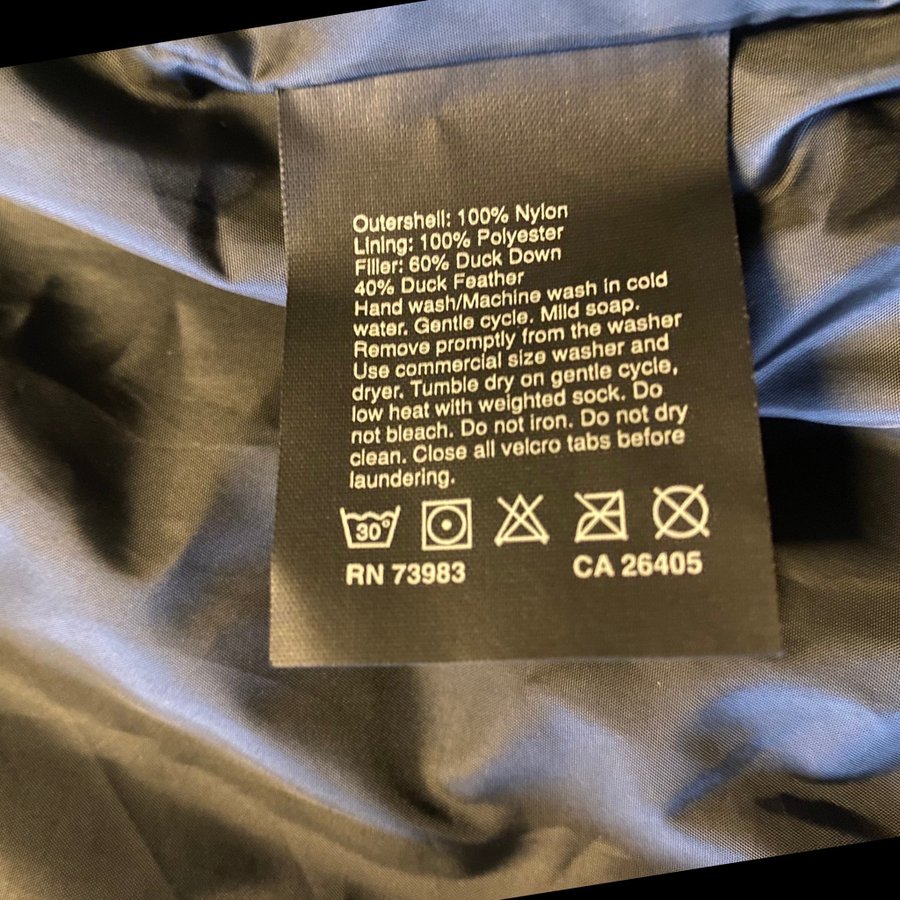 Outershell: 100% Nylon
Lining: 100% Polyester
Filler: 60% Duck Down
40% Duck Feather
Hand wash/Machine wash in cold
water. Gentle cycle. Mild soap.
Remove promptly from the washer
Use commercial size washer and
dryer. Tumble dry on gentle cycle,
low heat with weighted sock. Do
not bleach. Do not iron. Do not dry
clean. Close all velcro tabs before
laundering.
30°
RN 73983 CA 26405